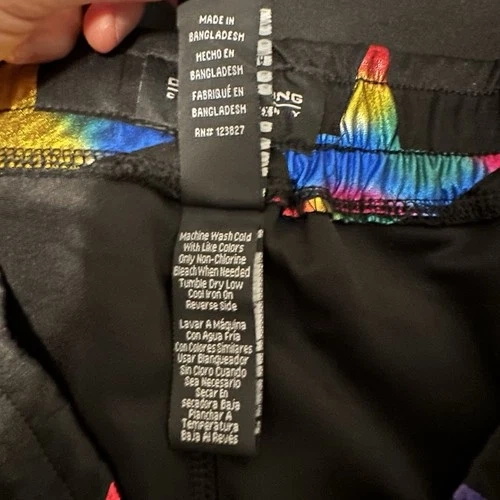 MADE IN
BANGLADESH
HECHO EN
BANGLADESH
FABRIQUÉ EN
BANGLADESH
RN# 123827
Machine Wash Cold
With Like Colors
Only Non-Chlorine
Bleach When Needed
Tumble Dry Low
Cool Iron On
Reverse Side
Lavar A Máquina
Con Agua Fría
Con Colores Similares
Usar Blanqueador
Sin Cloro Cuando
Sea Necesario
Secar En
secadora Baja
Planchar A
Temperatura
Baja Al Revés